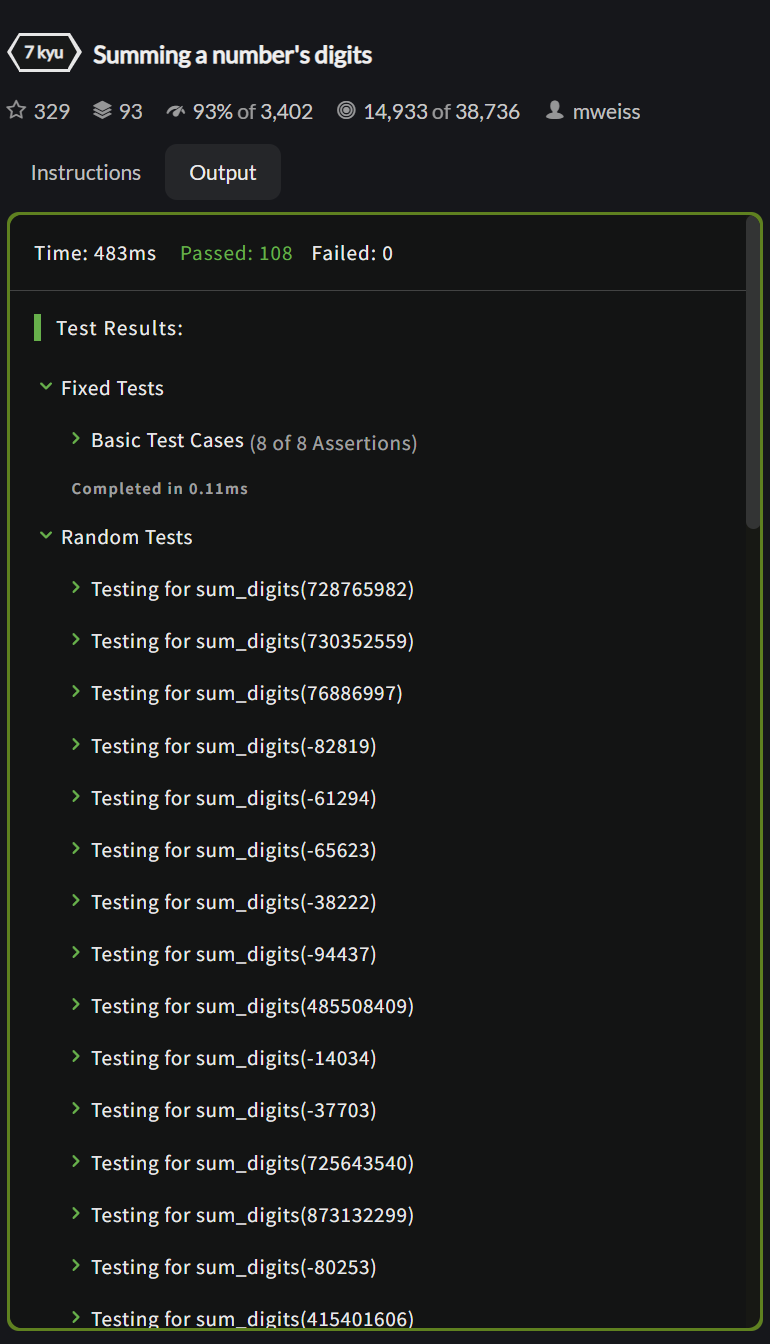 7 kyu Summing a number's digits
329 93 93% of 3,402 14,933 of 38,736 mweiss
Instructions Output
Time: 483ms Passed: 108 Failed: 0
Test Results:
Fixed Tests
Basic Test Cases (8 of 8 Assertions)
Completed in 0.11ms
Random Tests
Testing for sum_digits(728765982)
Testing for sum_digits(730352559)
Testing for sum_digits(76886997)
Testing for sum_digits(-82819)
Testing for sum_digits(-61294)
Testing for sum_digits(-65623)
Testing for sum_digits(-38222)
Testing for sum_digits(-94437)
Testing for sum_digits(485508409)
Testing for sum_digits(-14034)
Testing for sum_digits(-37703)
Testing for sum_digits(725643540)
Testing for sum_digits(873132299)
Testing for sum_digits(-80253)
Testing for sum_digits(415401606)